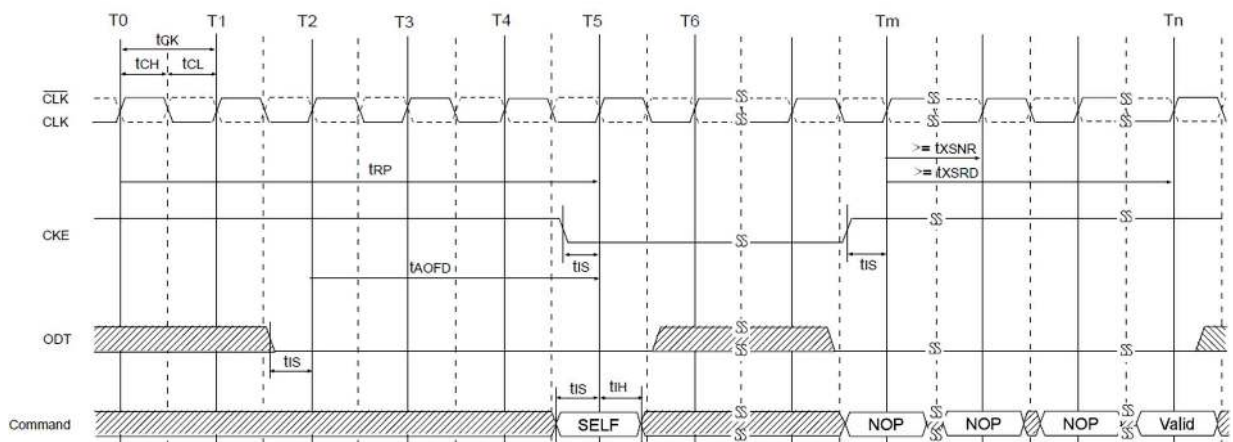 T0 T1 T2 T3 T4 T5 T6 Tm Tn
tCK
tCH tCL
CLK
CLK
>= tXSNR
tRP
>= tXSRD
CKE
tIS tIS
tAOFD
ODT
tIS
tIS tIH
Command SELF NOP NOP NOP Valid